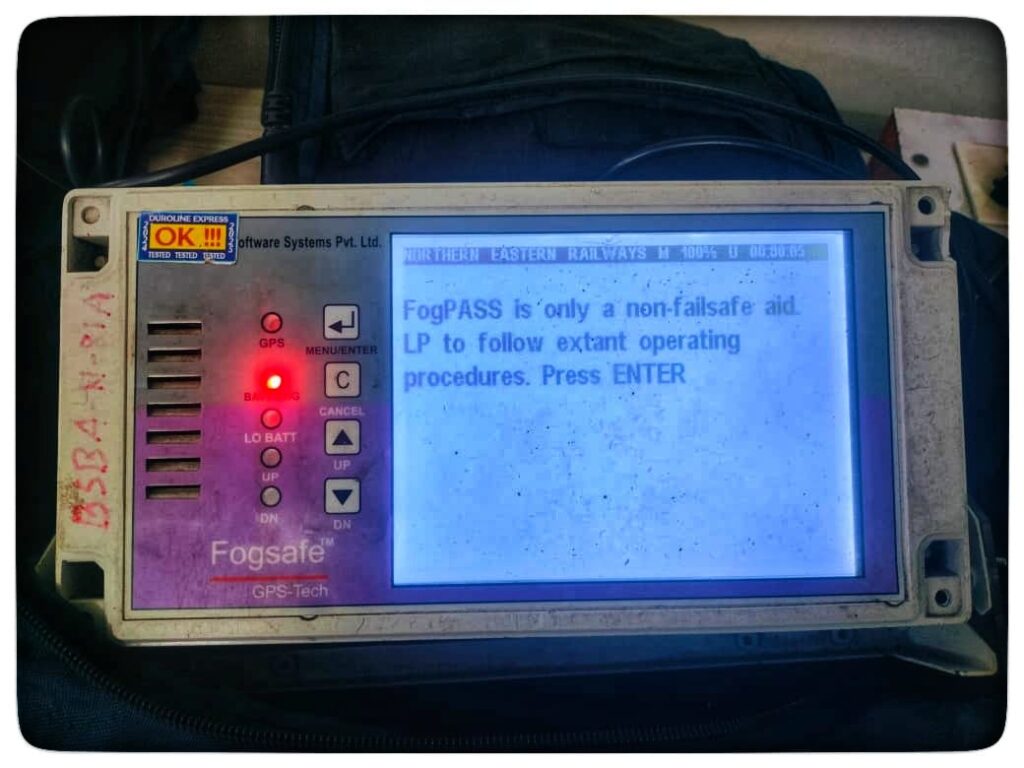 DUROLINE EXPRESS
OK !!!
TESTED TESTED TESTED
oftware Systems Pvt. Ltd.
NORTHERN EASTERN RAILWAYS M 100% U 00.00.05
FogPASS is only a non-failsafe aid.
LP to follow extant operating
procedures. Press ENTER
GPS
MENU/ENTER
C
CANCEL
LO BATT
UP
UP
DN
DN
Fogsafe™
GPS-Tech